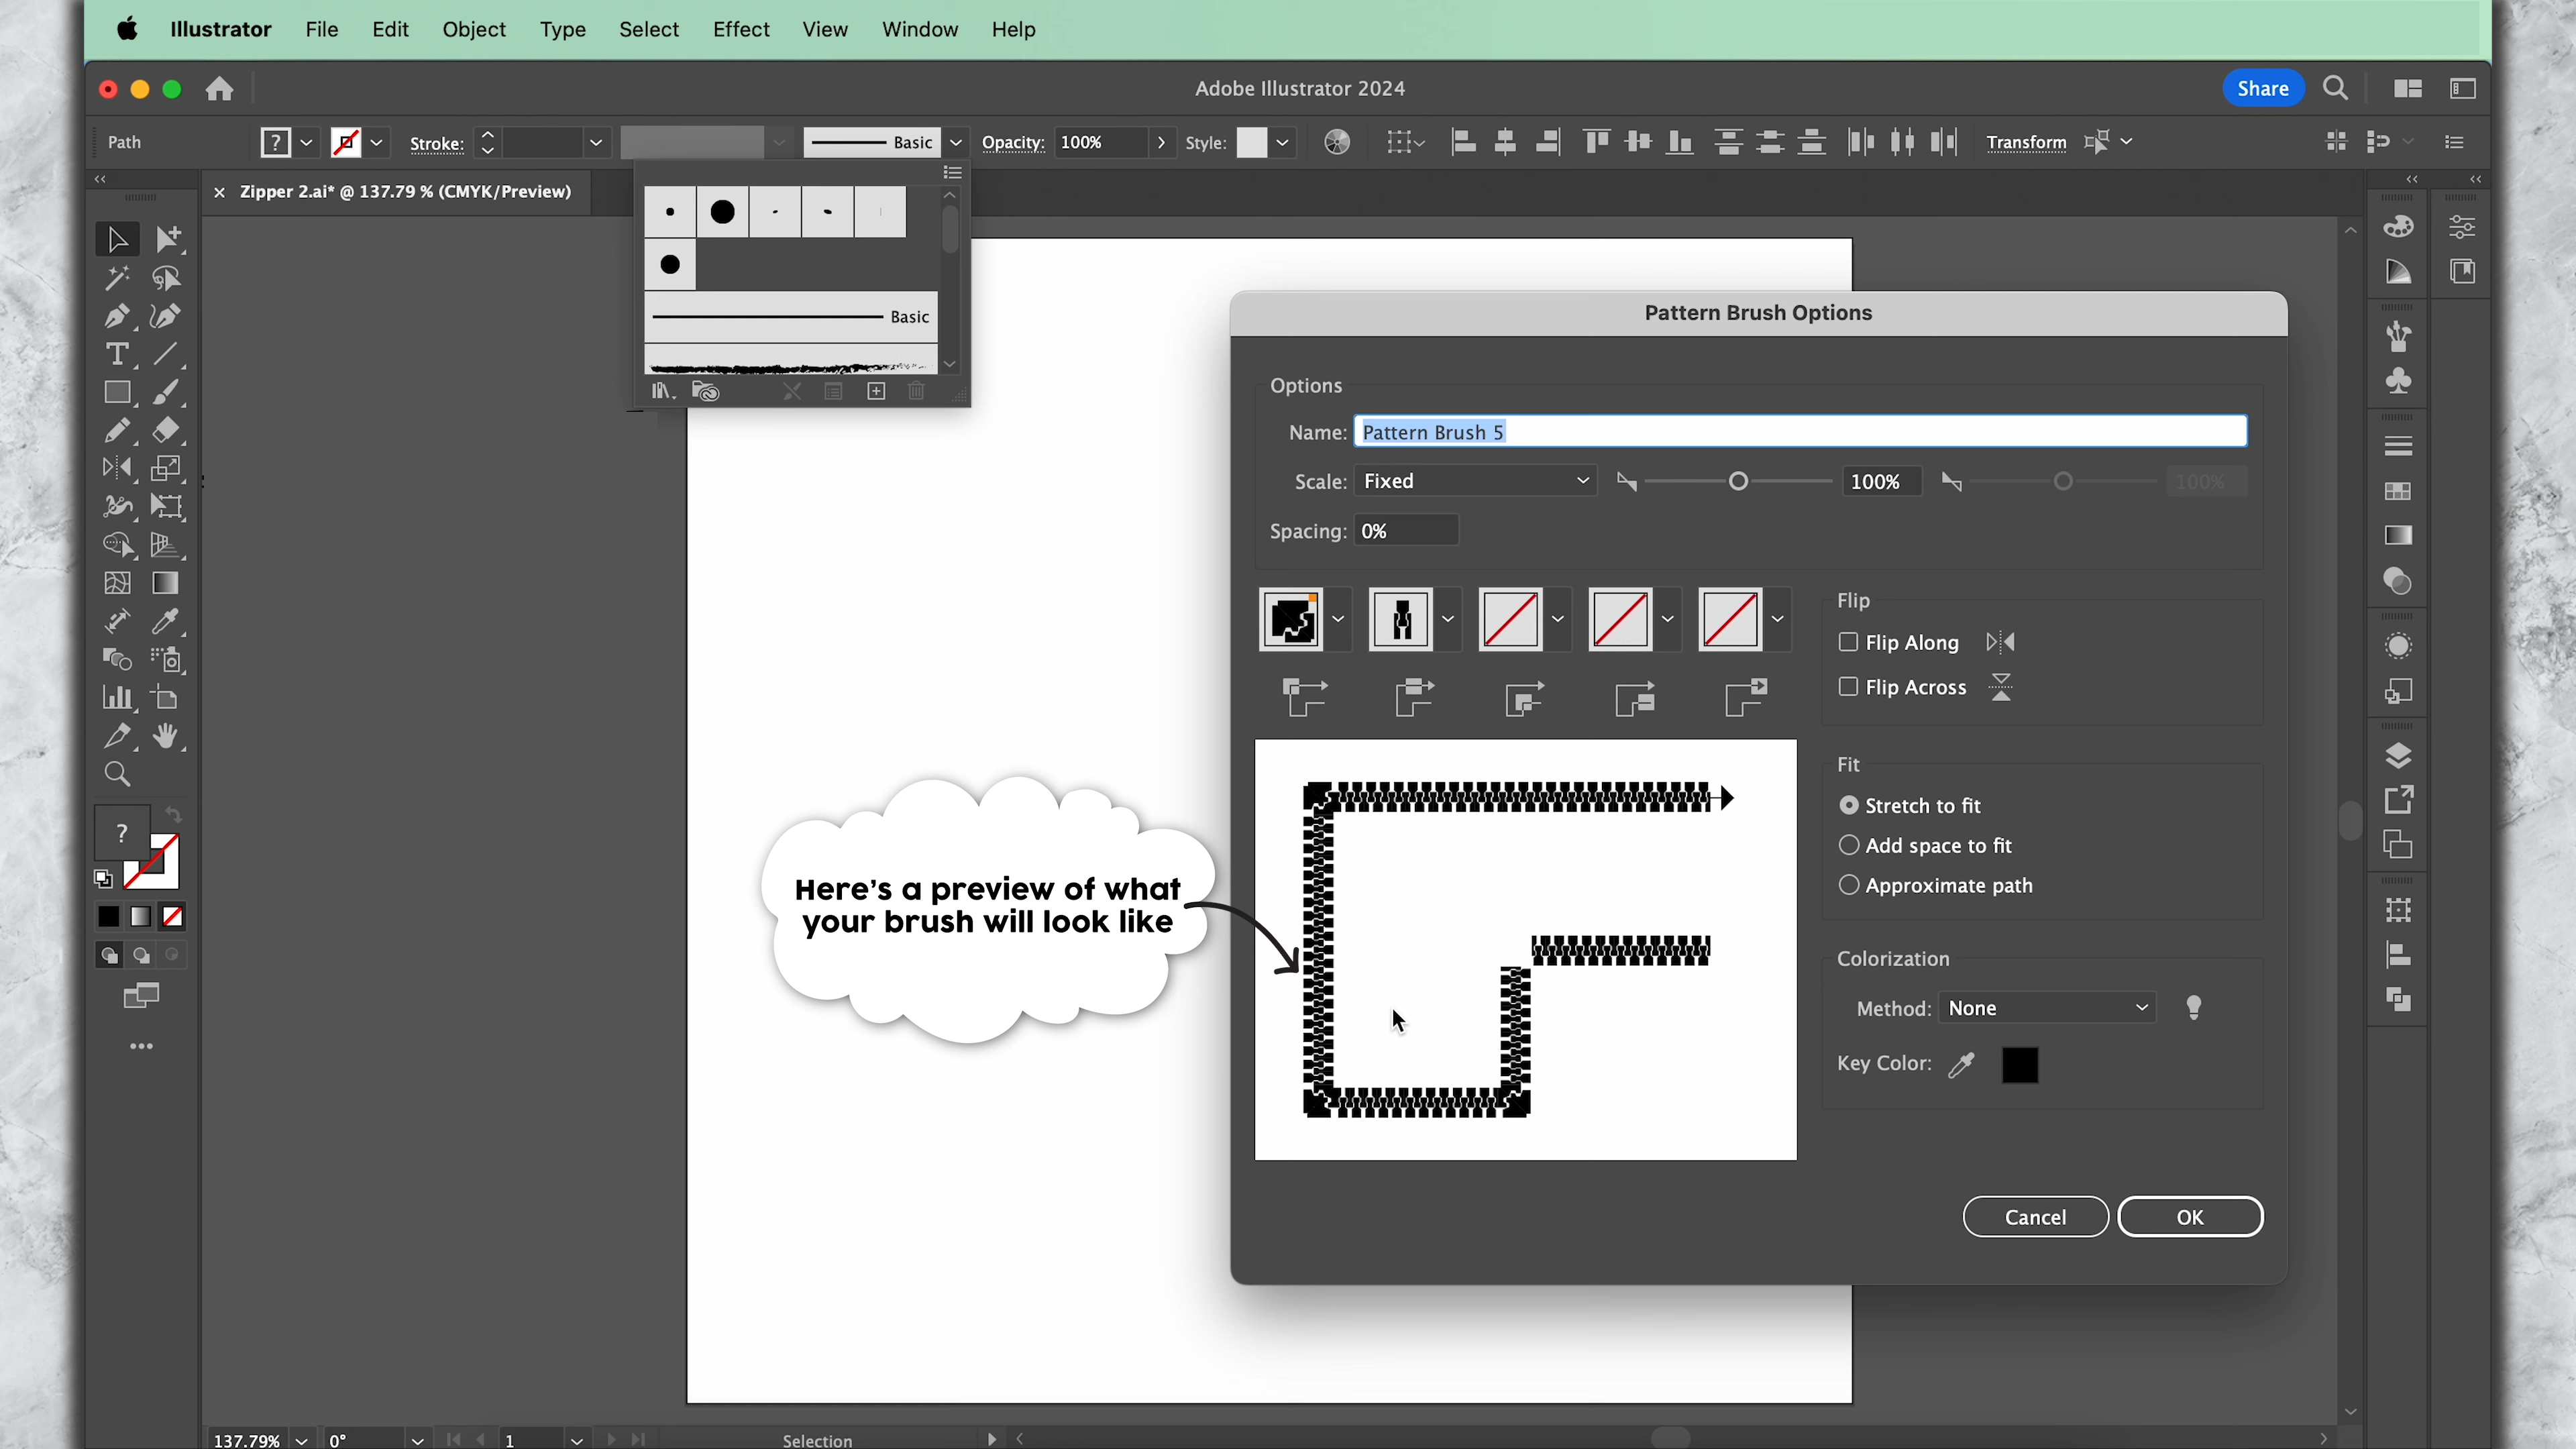 Illustrator File Edit Object Type Select Effect View Window Help
Adobe Illustrator 2024
Share
Path
?
Stroke:
Basic
Opacity: 100%
Style:
Transform
Zipper 2.ai* @ 137.79 % (CMYK/Preview)
Basic
Pattern Brush Options
Options
Name: Pattern Brush 5
Scale: Fixed 100% 100%
Spacing: 0%
Flip
Flip Along
Flip Across
Fit
Stretch to fit
Add space to fit
Approximate path
Colorization
Method: None
Key Color:
Cancel OK
Here's a preview of what
your brush will look like
?
137.79% 0° 1 Selection